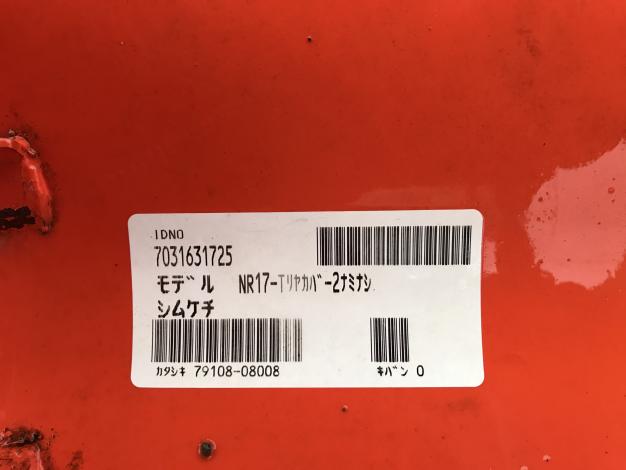 IDNO
7031631725
モデル NR17-Tリヤカバー2ナミナシ
シムケチ
カタシキ 79108-08008 キバン 0